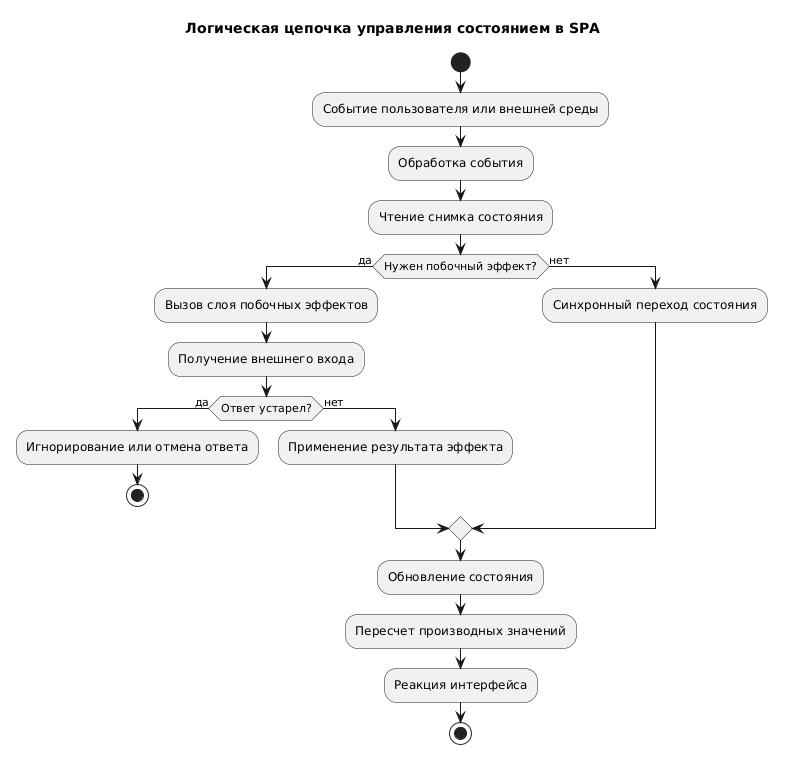 Логическая цепочка управления состоянием в SPA
Событие пользователя или внешней среды
Обработка события
Чтение снимка состояния
да
Нужен побочный эффект?
нет
Вызов слоя побочных эффектов
Синхронный переход состояния
Получение внешнего входа
да
Ответ устарел?
нет
Игнорирование или отмена ответа
Применение результата эффекта
Обновление состояния
Пересчет производных значений
Реакция интерфейса